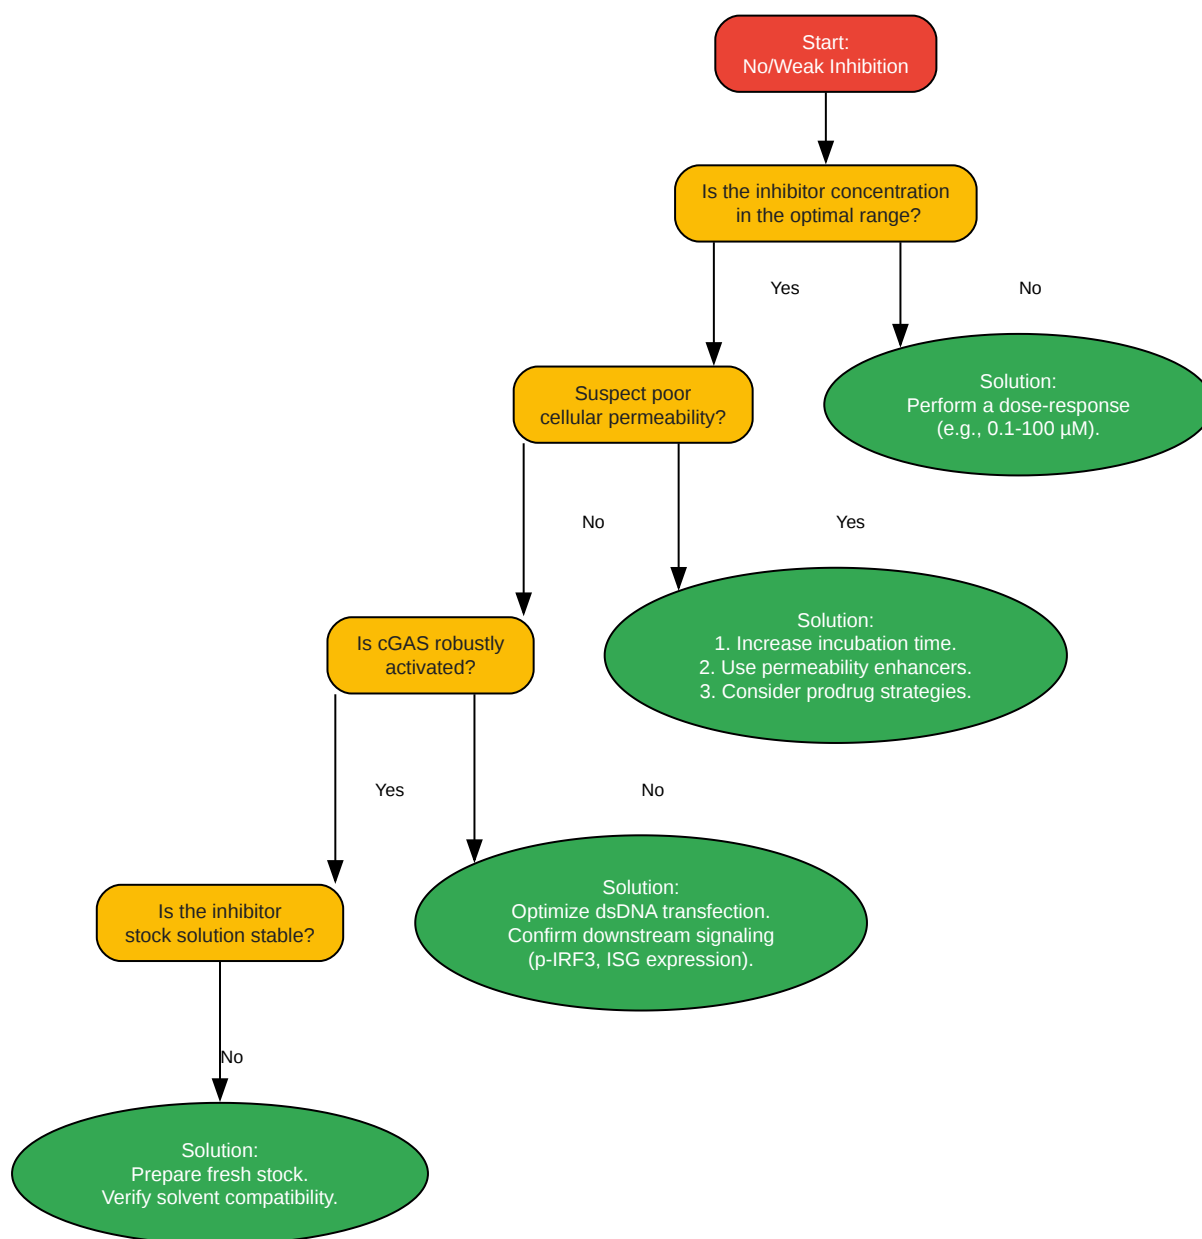 Start:
No/Weak Inhibition
Is the inhibitor concentration
in the optimal range?
Yes
No
Suspect poor
cellular permeability?
Solution:
Perform a dose-response
(e.g., 0.1-100 µM).
No
Yes
Is cGAS robustly
activated?
Solution:
1. Increase incubation time.
2. Use permeability enhancers.
3. Consider prodrug strategies.
Yes
No
Is the inhibitor
stock solution stable?
Solution:
Optimize dsDNA transfection.
Confirm downstream signaling
(p-IRF3, ISG expression).
No
Solution:
Prepare fresh stock.
Verify solvent compatibility.